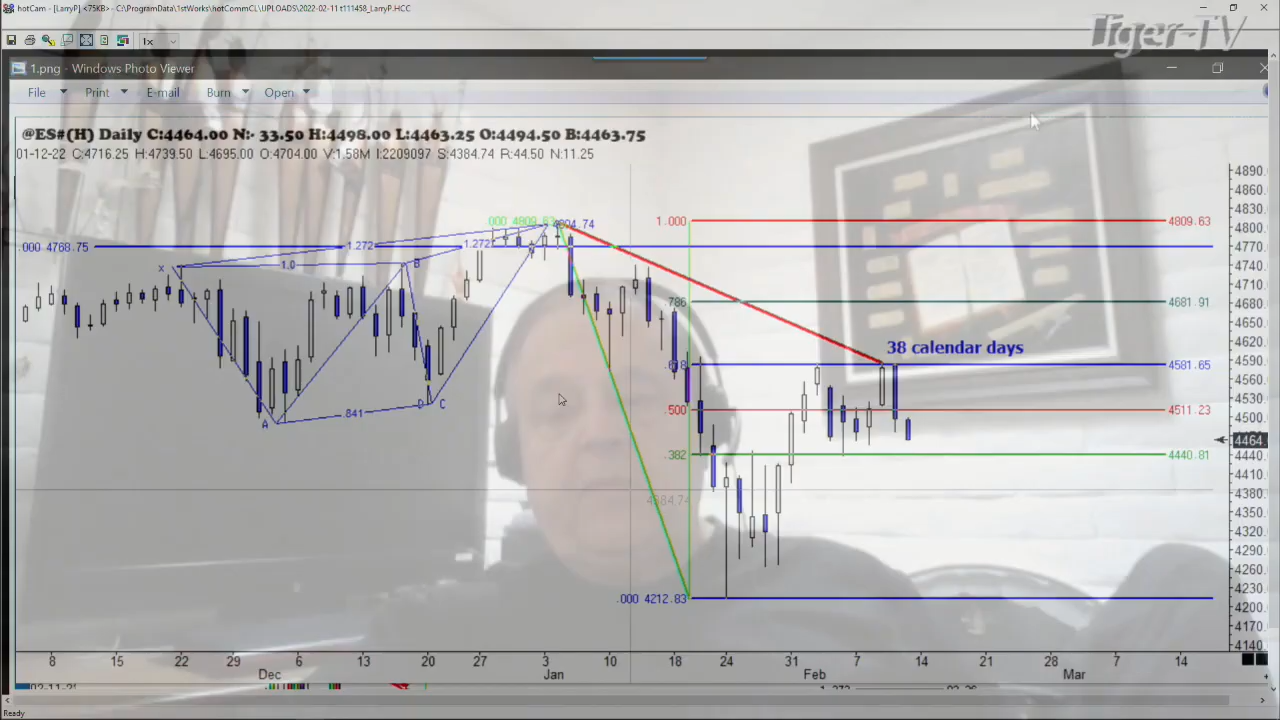 hotCam - [LarryP] <75KB> - C:\ProgramData\1stWorks\hotCommCL\UPLOADS\2022-02-11 t111458_LarryP.HCC
1x
Tiger-TV
1.png - Windows Photo Viewer
File Print E-mail Burn Open
@ES#(H) Daily C:4464.00 N:- 33.50 H:4498.00 L:4463.25 O:4494.50 B:4463.75
01-12-22 C:4716.25 H:4739.50 L:4695.00 O:4704.00 V:1.58M I:2209097 S:4384.74 R:44.50 N:11.25
4890.
4860.
4830.
4800.
4770.
4740.
4710.
4680.
4650.
4620.
4590.
4560.
4530.
4500.
4464.
4440.
4410.
4380.
4350.
4320.
4290.
4260.
4230.
4200.
4170.
4140.
.000 4809.63
1.000
4809.63
.000 4768.75
1.272
1.272
x
1.0
B
.786
4681.91
38 calendar days
.618
4581.65
.500
4511.23
A
.841
D
C
.382
4440.81
4384.74
.000 4212.83
8 15 22 29 6 13 20 27 3 10 18 24 31 7 14 21 28 7 14
Dec Jan Feb Mar
Ready